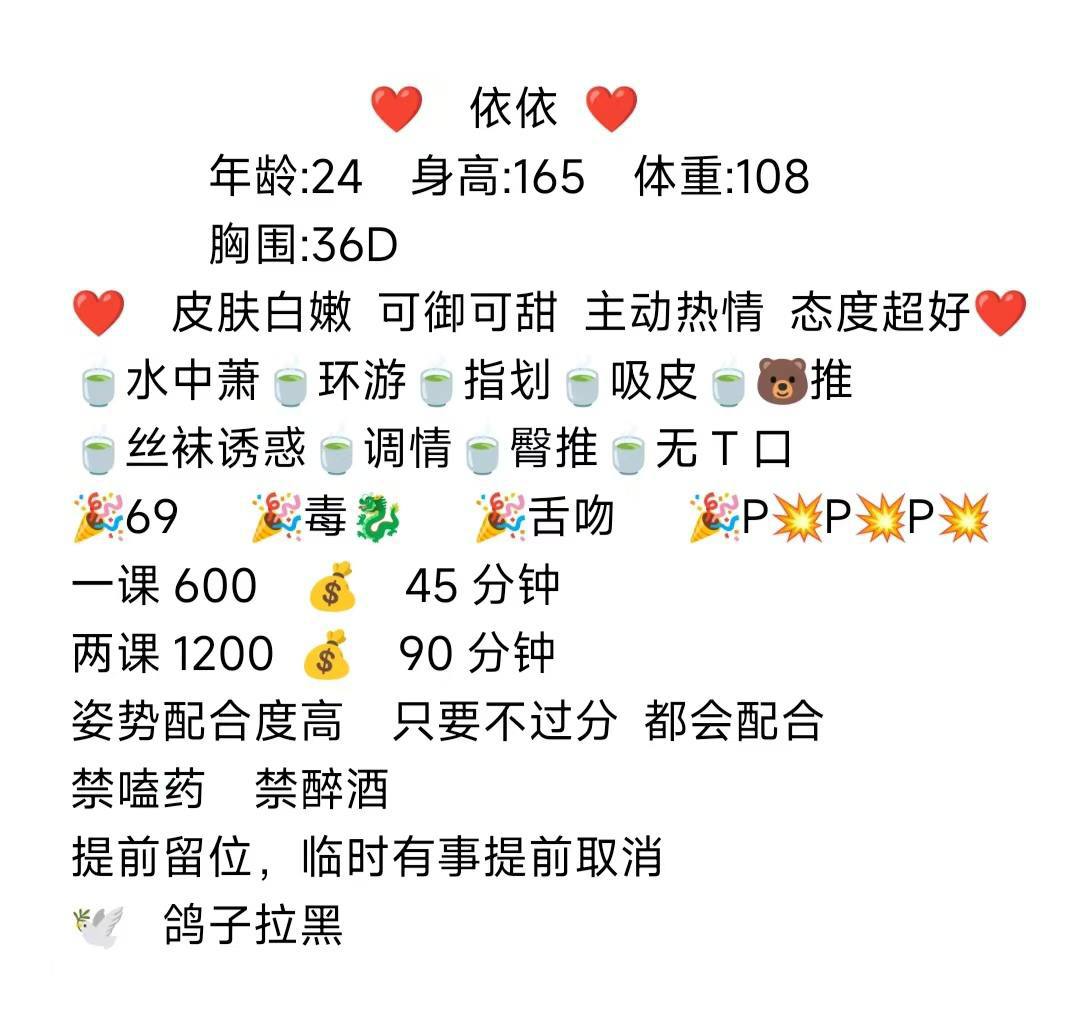 ❤️ 依依 ❤️
年龄:24 身高:165 体重:108
胸围:36D
❤️ 皮肤白嫩 可御可甜 主动热情 态度超好❤️
🍵水中萧🍵环游🍵指划🍵吸皮🍵🐻推
🍵丝袜诱惑🍵调情🍵臀推🍵无 T 口
🎉69 🎉毒🐉 🎉舌吻 🎉P💥P💥P💥
一课 600 💰 45 分钟
两课 1200 💰 90 分钟
姿势配合度高 只要不过分 都会配合
禁嗑药 禁醉酒
提前留位，临时有事提前取消
🕊️ 鸽子拉黑